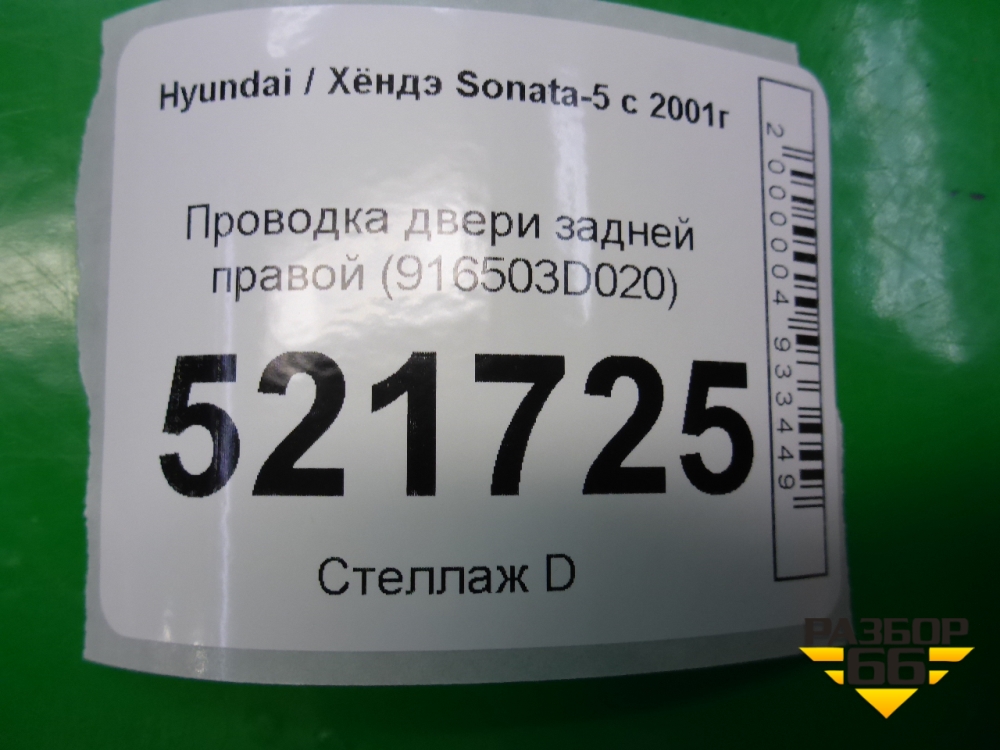 Hyundai / Хёндэ Sonata-5 с 2001г
Проводка двери задней
правой (916503D020)
521725
Стеллаж D
2000004933449
РАЗБОР
66